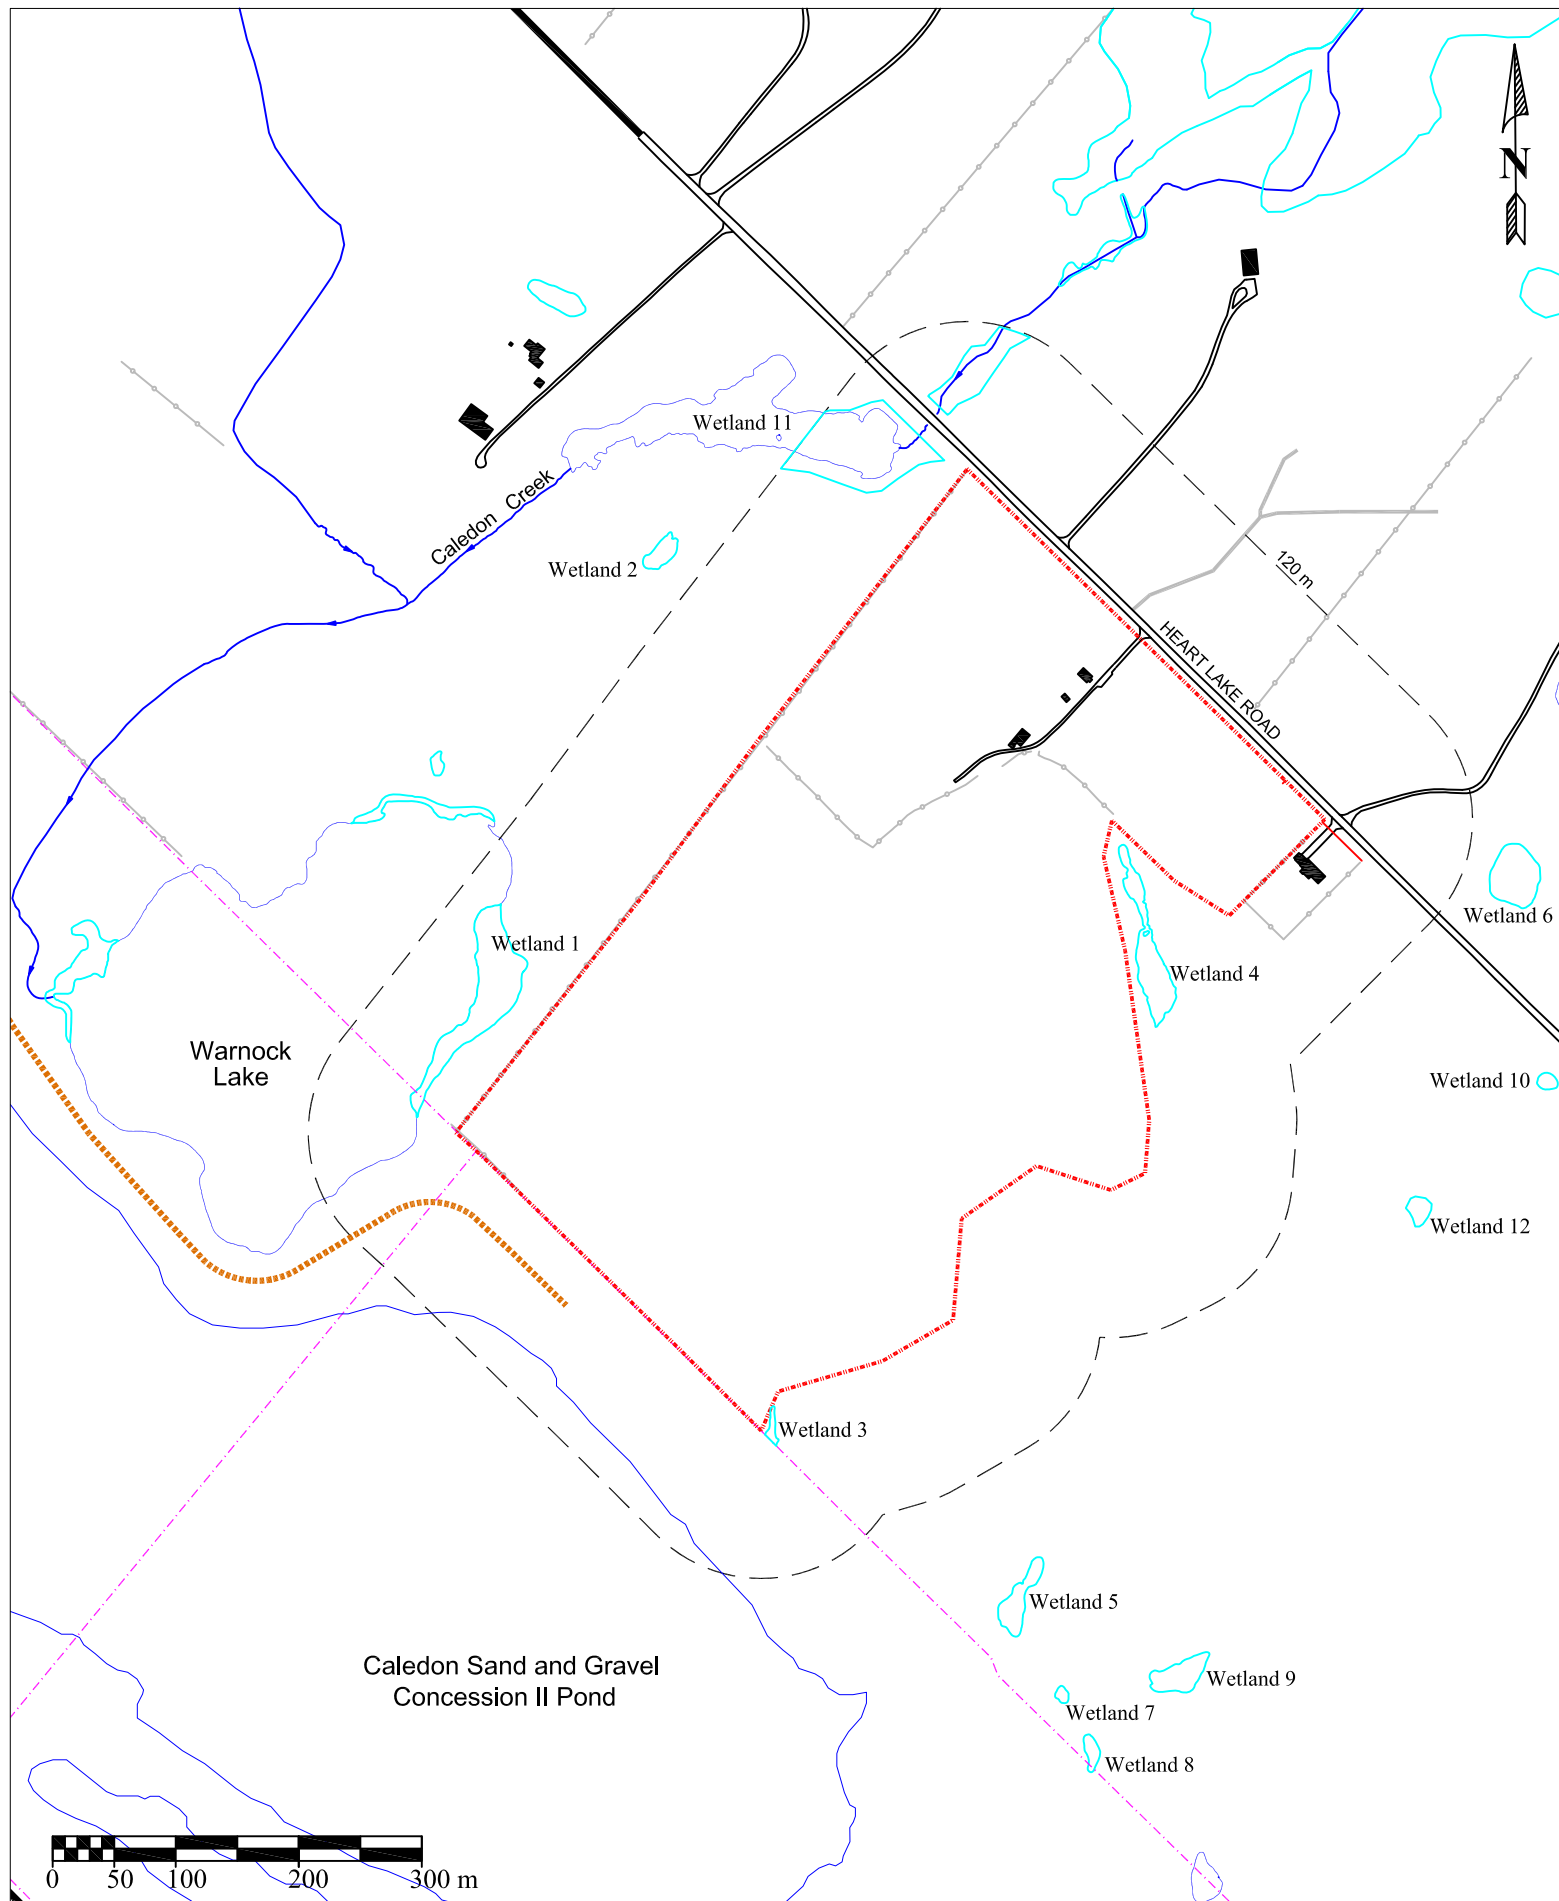 N
Wetland 11
Caledon Creek
Wetland 2
120 m
HEART LAKE ROAD
Wetland 6
Wetland 1
Wetland 4
Warnock
Lake
Wetland 10
Wetland 12
Wetland 3
Wetland 5
Caledon Sand and Gravel
Concession II Pond
Wetland 9
Wetland 7
Wetland 8
0 50 100 200 300 m